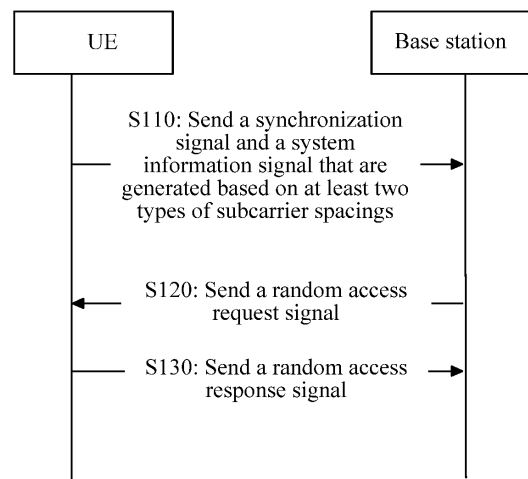 UE
Base station
S110: Send a synchronization
signal and a system
information signal that are
generated based on at least two
types of subcarrier spacings
S120: Send a random access
request signal
S130: Send a random access
response signal